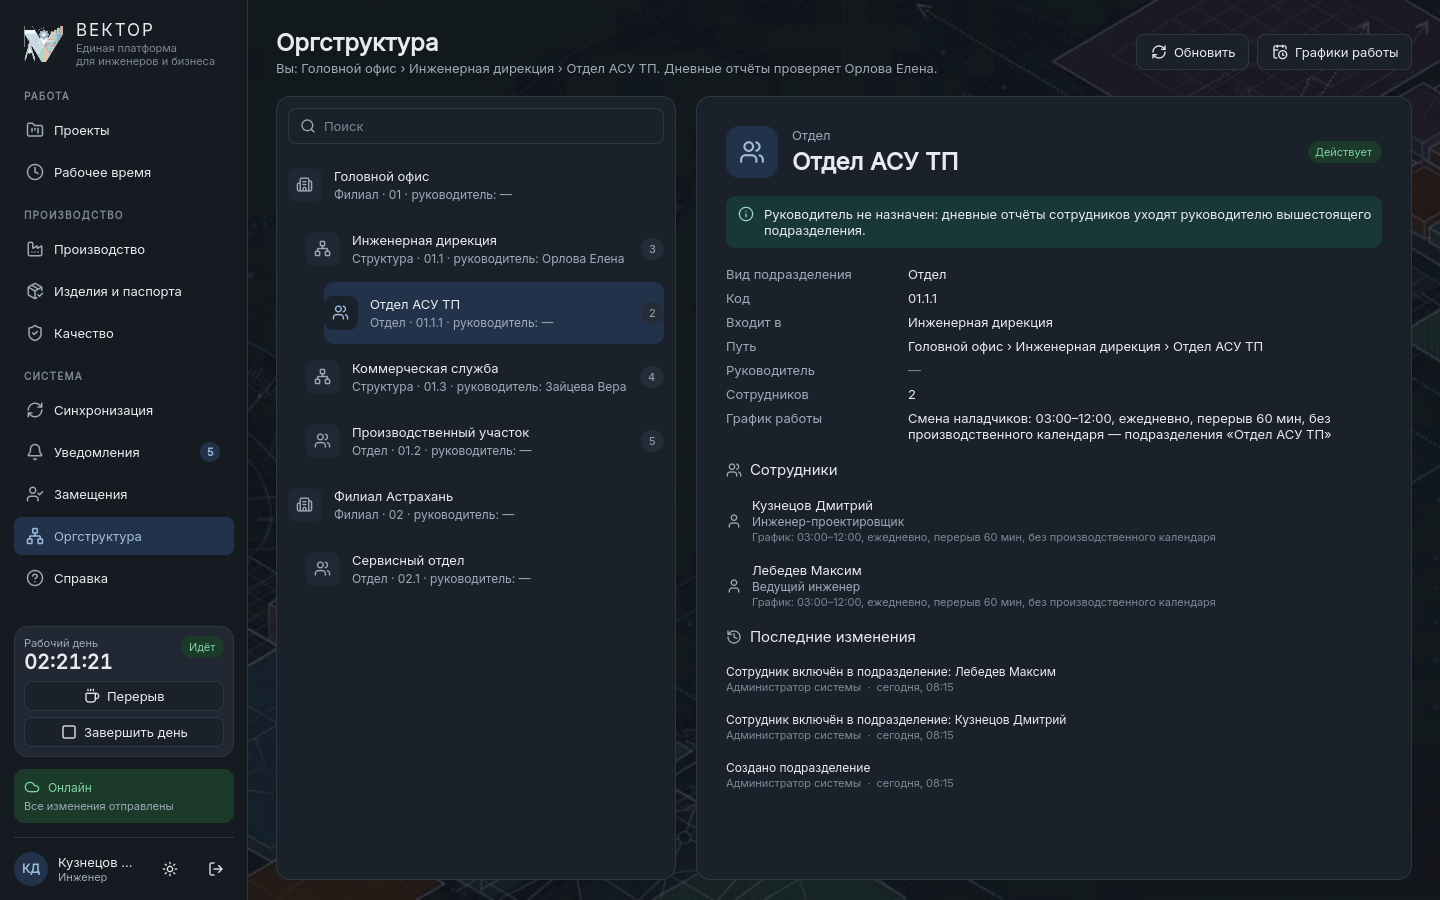 ВЕКТОР
Единая платформа
для инженеров и бизнеса
РАБОТА
Проекты
Рабочее время
ПРОИЗВОДСТВО
Производство
Изделия и паспорта
Качество
СИСТЕМА
Синхронизация
Уведомления 5
Замещения
Оргструктура
Справка
Рабочий день
Идёт
02:21:21
Перерыв
Завершить день
Онлайн
Все изменения отправлены
КД
Кузнецов ...
Инженер
Оргструктура
Вы: Головной офис › Инженерная дирекция › Отдел АСУ ТП. Дневные отчёты проверяет Орлова Елена.
Обновить
Графики работы
Поиск
Головной офис
Филиал · 01 · руководитель: —
Инженерная дирекция
Структура · 01.1 · руководитель: Орлова Елена
3
Отдел АСУ ТП
Отдел · 01.1.1 · руководитель: —
2
Коммерческая служба
Структура · 01.3 · руководитель: Зайцева Вера
4
Производственный участок
Отдел · 01.2 · руководитель: —
5
Филиал Астрахань
Филиал · 02 · руководитель: —
Сервисный отдел
Отдел · 02.1 · руководитель: —
Отдел
Отдел АСУ ТП
Действует
Руководитель не назначен: дневные отчёты сотрудников уходят руководителю вышестоящего
подразделения.
Вид подразделения Отдел
Код 01.1.1
Входит в Инженерная дирекция
Путь Головной офис › Инженерная дирекция › Отдел АСУ ТП
Руководитель —
Сотрудников 2
График работы Смена наладчиков: 03:00–12:00, ежедневно, перерыв 60 мин, без
производственного календаря — подразделения «Отдел АСУ ТП»
Сотрудники
Кузнецов Дмитрий
Инженер-проектировщик
График: 03:00–12:00, ежедневно, перерыв 60 мин, без производственного календаря
Лебедев Максим
Ведущий инженер
График: 03:00–12:00, ежедневно, перерыв 60 мин, без производственного календаря
Последние изменения
Сотрудник включён в подразделение: Лебедев Максим
Администратор системы · сегодня, 08:15
Сотрудник включён в подразделение: Кузнецов Дмитрий
Администратор системы · сегодня, 08:15
Создано подразделение
Администратор системы · сегодня, 08:15